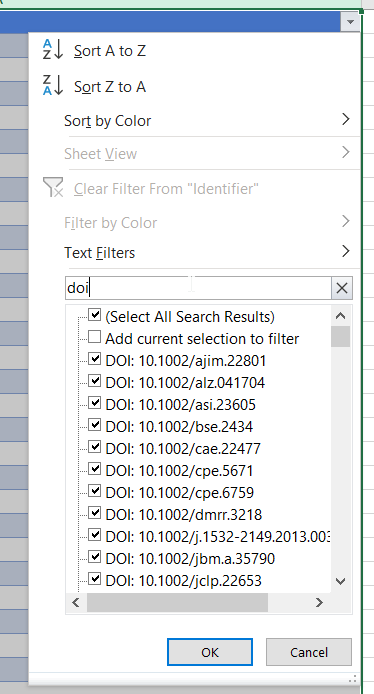 Sort A to Z
Sort Z to A
Sort by Color
Sheet View
Clear Filter From "Identifier"
Filter by Color
Text Filters
doi
(Select All Search Results)
Add current selection to filter
DOI: 10.1002/ajim.22801
DOI: 10.1002/alz.041704
DOI: 10.1002/asi.23605
DOI: 10.1002/bse.2434
DOI: 10.1002/cae.22477
DOI: 10.1002/cpe.5671
DOI: 10.1002/cpe.6759
DOI: 10.1002/dmrr.3218
DOI: 10.1002/j.1532-2149.2013.003
DOI: 10.1002/jbm.a.35790
DOI: 10.1002/jclp.22653
OK Cancel